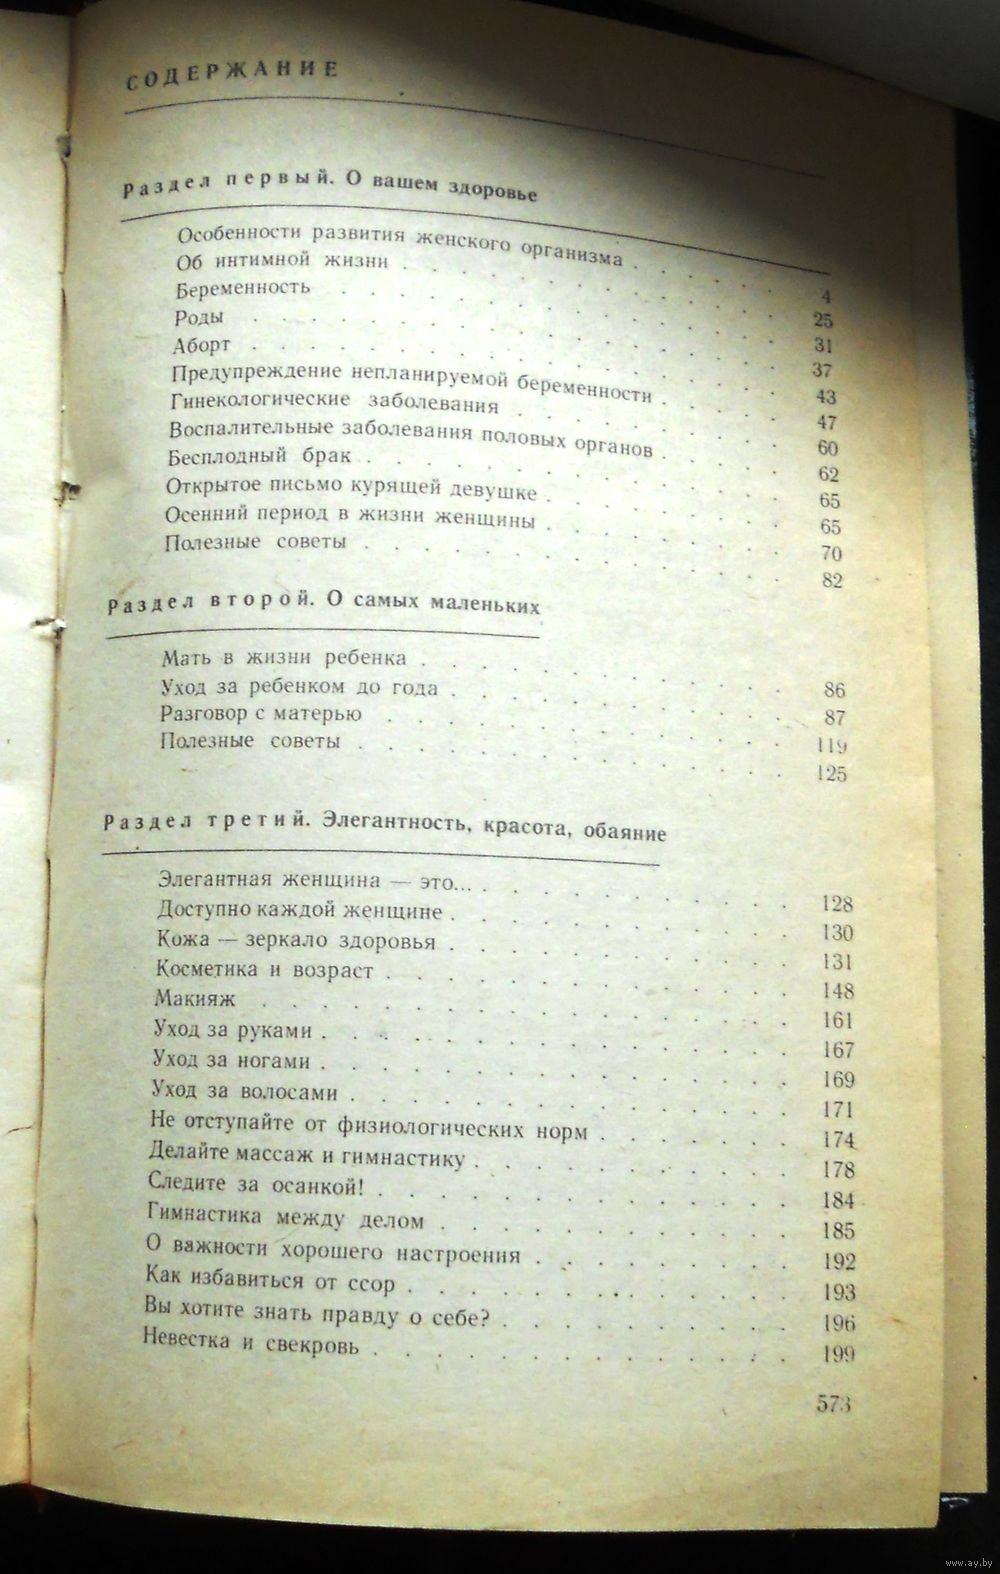 СОДЕРЖАНИЕ
Раздел первый. О вашем здоровье
Особенности развития женского организма . . . . . 4
Об интимной жизни . . . . . . . . . . . . 25
Беременность . . . . . . . . . . . . . . 31
Роды . . . . . . . . . . . . . . . . . 37
Аборт . . . . . . . . . . . . . . . . . 43
Предупреждение непланируемой беременности . . . . 47
Гинекологические заболевания . . . . . . . . . 60
Воспалительные заболевания половых органов . . . . 62
Бесплодный брак . . . . . . . . . . . . . 65
Открытое письмо курящей девушке . . . . . . . . 65
Осенний период в жизни женщины . . . . . . . . 70
Полезные советы . . . . . . . . . . . . . 82
Раздел второй. О самых маленьких
Мать в жизни ребенка . . . . . . . . . . . 86
Уход за ребенком до года . . . . . . . . . . 87
Разговор с матерью . . . . . . . . . . . . 119
Полезные советы . . . . . . . . . . . . . 125
Раздел третий. Элегантность, красота, обаяние
Элегантная женщина — это... . . . . . . . . . . 128
Доступно каждой женщине . . . . . . . . . . . 130
Кожа — зеркало здоровья . . . . . . . . . . . 131
Косметика и возраст . . . . . . . . . . . . 148
Макияж . . . . . . . . . . . . . . . . 161
Уход за руками . . . . . . . . . . . . . . 167
Уход за ногами . . . . . . . . . . . . . . 169
Уход за волосами . . . . . . . . . . . . . 171
Не отступайте от физиологических норм . . . . . . 174
Делайте массаж и гимнастику . . . . . . . . . . 178
Следите за осанкой! . . . . . . . . . . . . 184
Гимнастика между делом . . . . . . . . . . . 185
О важности хорошего настроения . . . . . . . . 192
Как избавиться от ссор . . . . . . . . . . . 193
Вы хотите знать правду о себе? . . . . . . . . . 196
Невестка и свекровь . . . . . . . . . . . . 199
573
www.ay.by